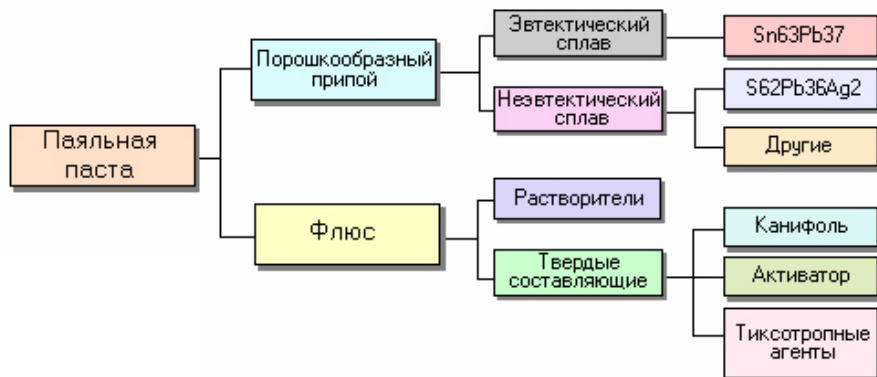 Паяльная
паста
Порошкообразный
припой
Эвтектический
сплав
Sn63Pb37
Неэвтектический
сплав
S62Pb36Ag2
Другие
Флюс
Растворители
Твердые
составляющие
Канифоль
Активатор
Тиксотропные
агенты